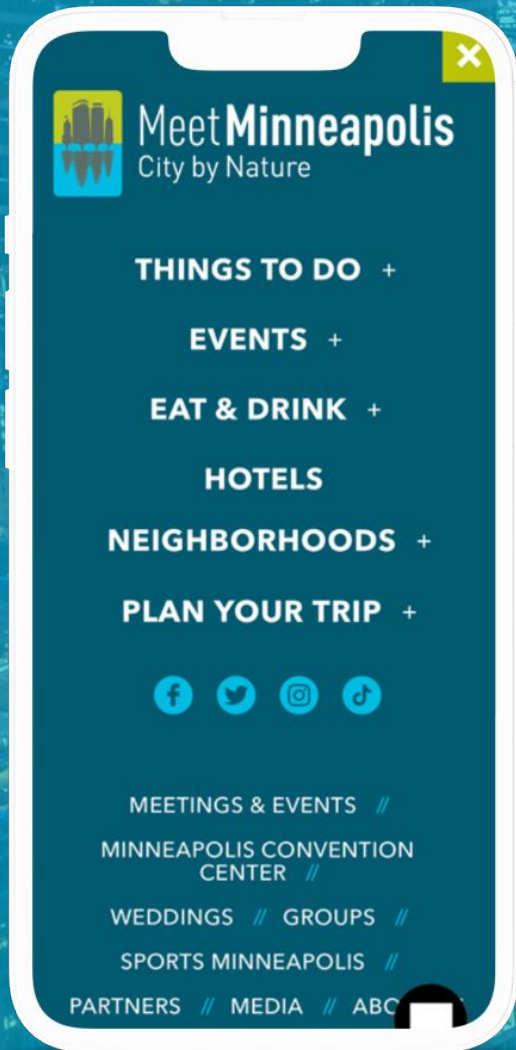 Meet Minneapolis
City by Nature
THINGS TO DO +
EVENTS +
EAT & DRINK +
HOTELS
NEIGHBORHOODS +
PLAN YOUR TRIP +
MEETINGS & EVENTS //
MINNEAPOLIS CONVENTION
CENTER //
WEDDINGS // GROUPS //
SPORTS MINNEAPOLIS //
PARTNERS // MEDIA //